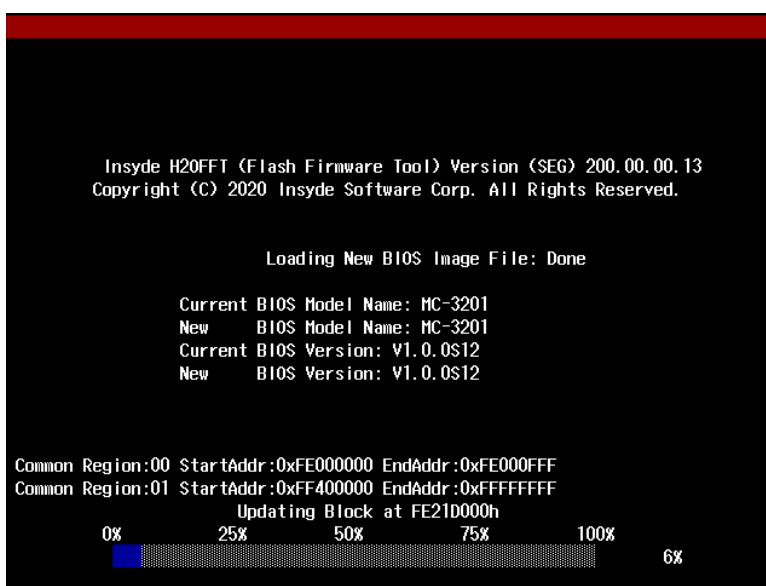 Insyde H2OFFT (Flash Firmware Tool) Version (SEG) 200.00.00.13
Copyright (C) 2020 Insyde Software Corp. All Rights Reserved.
Loading New BIOS Image File: Done
Current BIOS Model Name: MC-3201
New BIOS Model Name: MC-3201
Current BIOS Version: V1.0.0S12
New BIOS Version: V1.0.0S12
Common Region:00 StartAddr:0xFE000000 EndAddr:0xFE000FFF
Common Region:01 StartAddr:0xFF400000 EndAddr:0xFFFFFFFF
Updating Block at FE21D000h
0% 25% 50% 75% 100%
6%